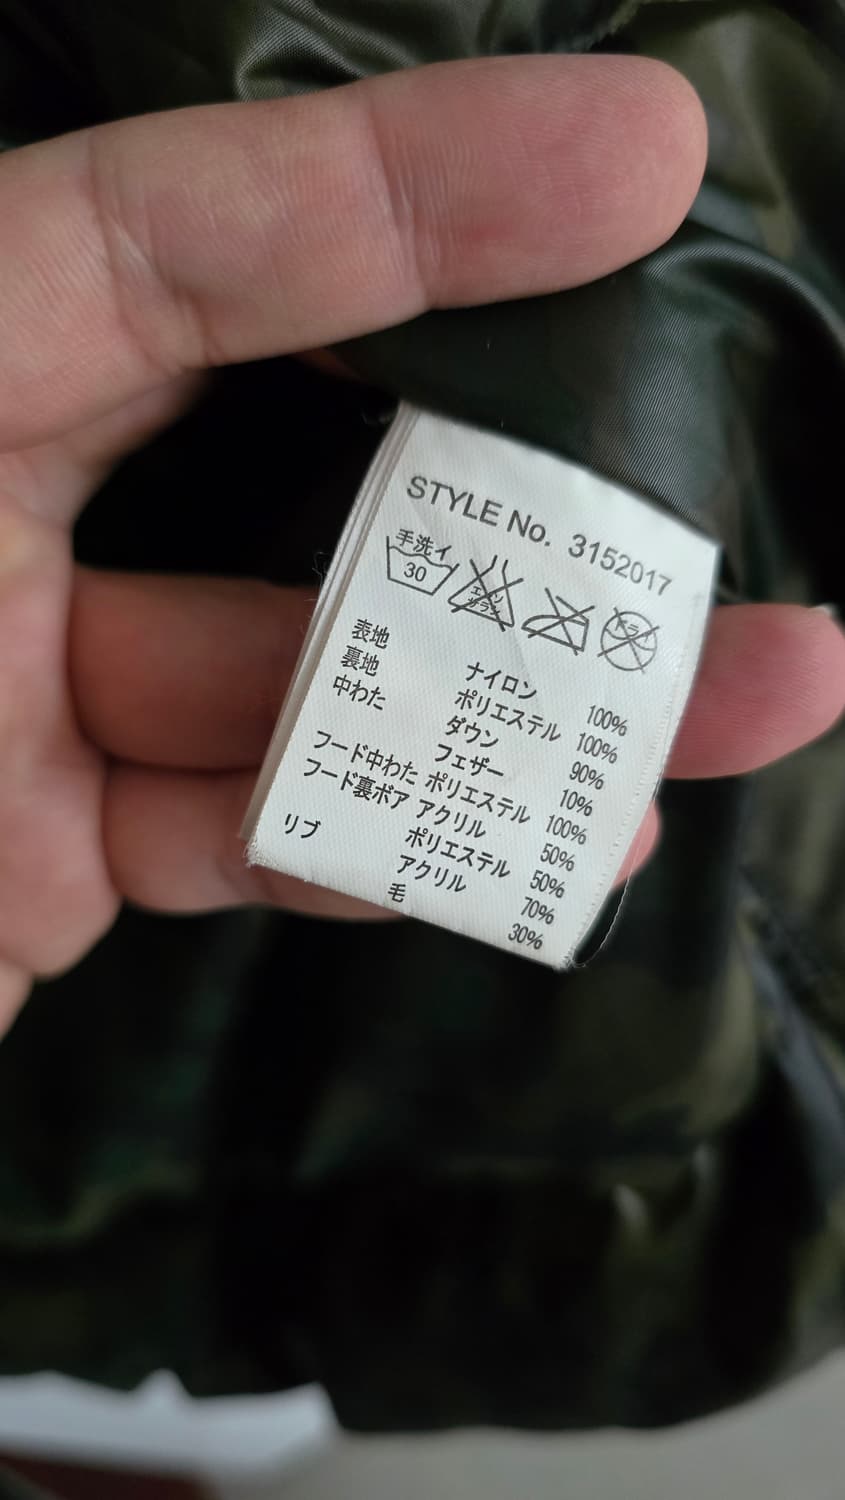 STYLE No. 3152017
手洗イ
30
エンソ
サラシ
ドライ
表地 ナイロン 100%
裏地 ポリエステル 100%
中わた ダウン 90%
フェザー 10%
フード中わた ポリエステル 100%
フード裏ボア アクリル 50%
ポリエステル 50%
リブ アクリル 70%
毛 30%